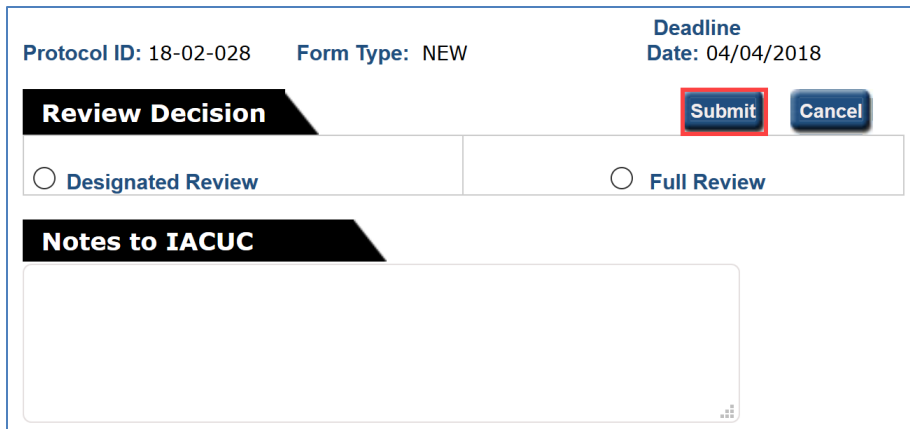 Protocol ID: 18-02-028 Form Type: NEW Deadline
Date: 04/04/2018
Review Decision Submit Cancel
Designated Review Full Review
Notes to IACUC